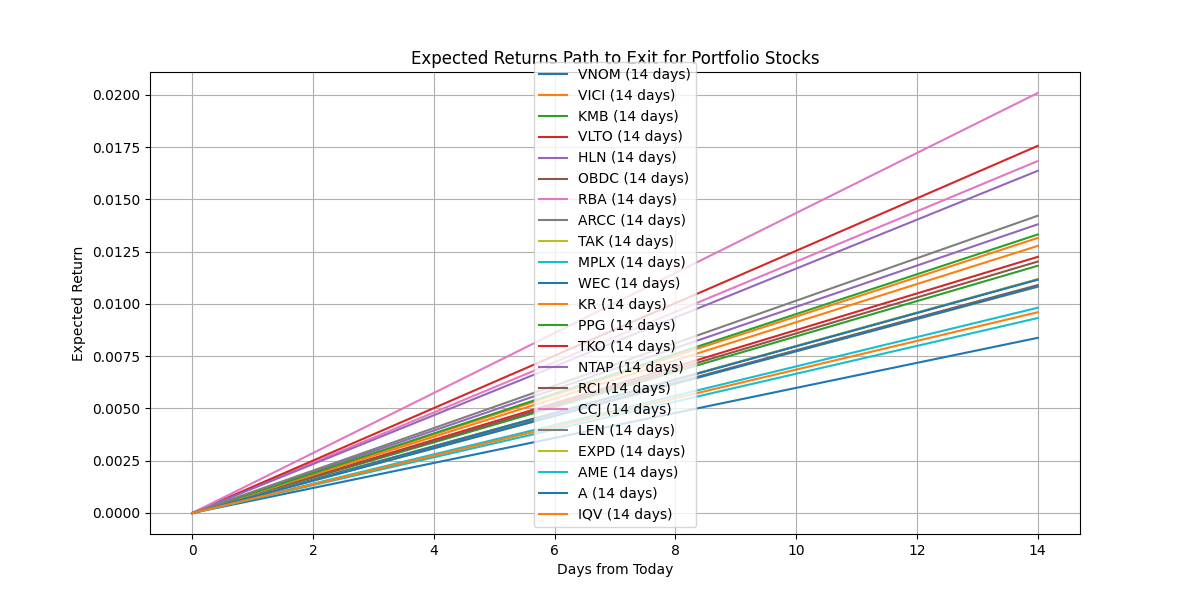 Expected Returns Path to Exit for Portfolio Stocks
VNOM (14 days)
VICI (14 days)
KMB (14 days)
VLTO (14 days)
HLN (14 days)
OBDC (14 days)
RBA (14 days)
ARCC (14 days)
TAK (14 days)
MPLX (14 days)
WEC (14 days)
KR (14 days)
PPG (14 days)
TKO (14 days)
NTAP (14 days)
RCI (14 days)
CCJ (14 days)
LEN (14 days)
EXPD (14 days)
AME (14 days)
A (14 days)
IQV (14 days)
Expected Return
0.0200
0.0175
0.0150
0.0125
0.0100
0.0075
0.0050
0.0025
0.0000
0 2 4 6 8 10 12 14
Days from Today